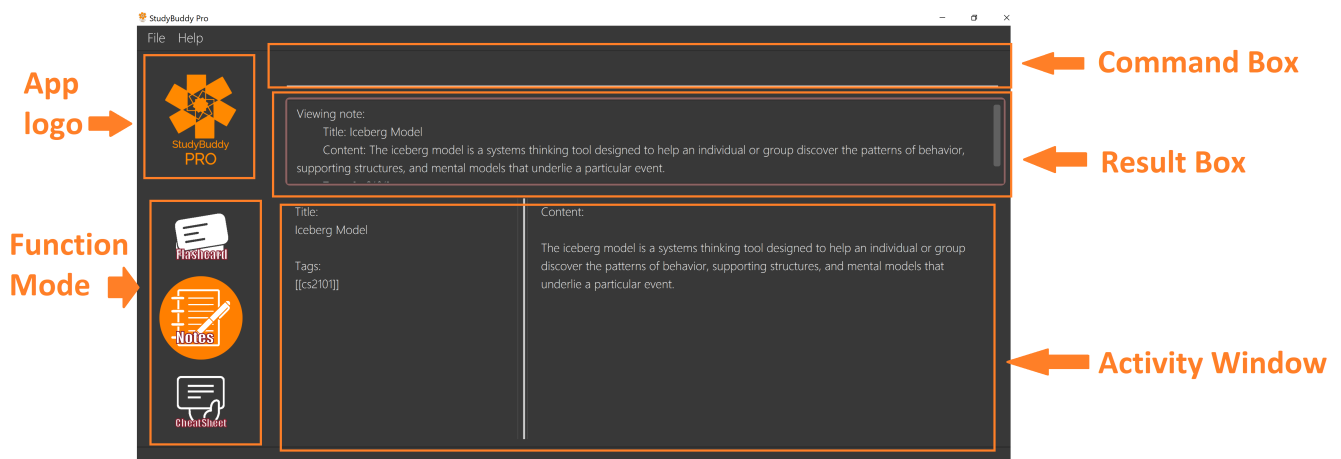 StudyBuddy Pro
File Help
App
logo
StudyBuddy
PRO
Command Box
Viewing note:
Title: Iceberg Model
Content: The iceberg model is a systems thinking tool designed to help an individual or group discover the patterns of behavior,
supporting structures, and mental models that underlie a particular event.
Result Box
Function
Mode
Flashcard
Notes
CheatSheet
Title:
Iceberg Model
Tags:
[[cs2101]]
Content:
The iceberg model is a systems thinking tool designed to help an individual or group
discover the patterns of behavior, supporting structures, and mental models that
underlie a particular event.
Activity Window